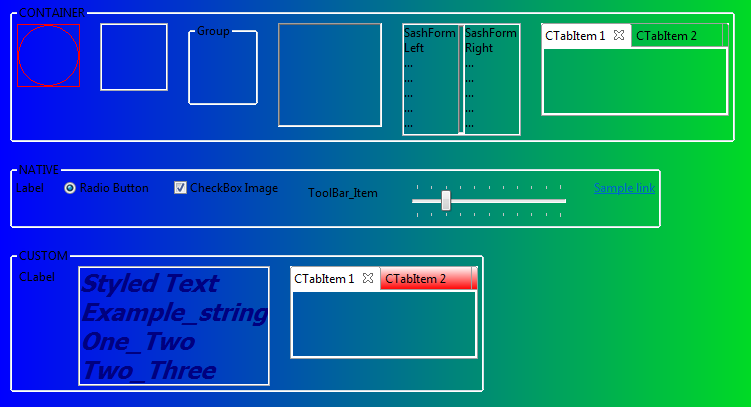 CONTAINER
Group
SashForm Left
...
...
...
...
...
SashForm Right
...
...
...
...
...
CTabItem 1 CTabItem 2
NATIVE
Label Radio Button CheckBox Image ToolBar_Item Sample link
CUSTOM
CLabel
Styled Text
Example_string
One_Two
Two_Three
CTabItem 1 CTabItem 2